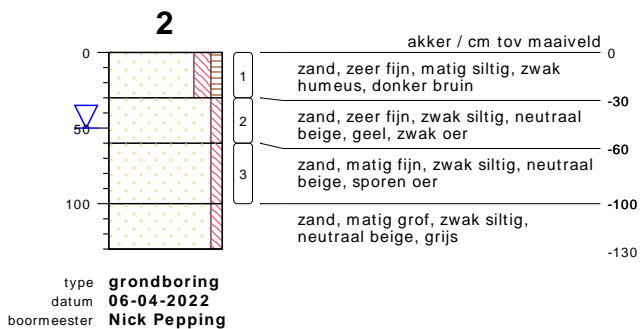 2
akker / cm tov maaiveld
0
0
1
zand, zeer fijn, matig siltig, zwak
humeus, donker bruin
-30
2
zand, zeer fijn, zwak siltig, neutraal
beige, geel, zwak oer
50
-60
3
zand, matig fijn, zwak siltig, neutraal
beige, sporen oer
100
-100
zand, matig grof, zwak siltig,
neutraal beige, grijs
-130
type grondboring
datum 06-04-2022
boormeester Nick Pepping